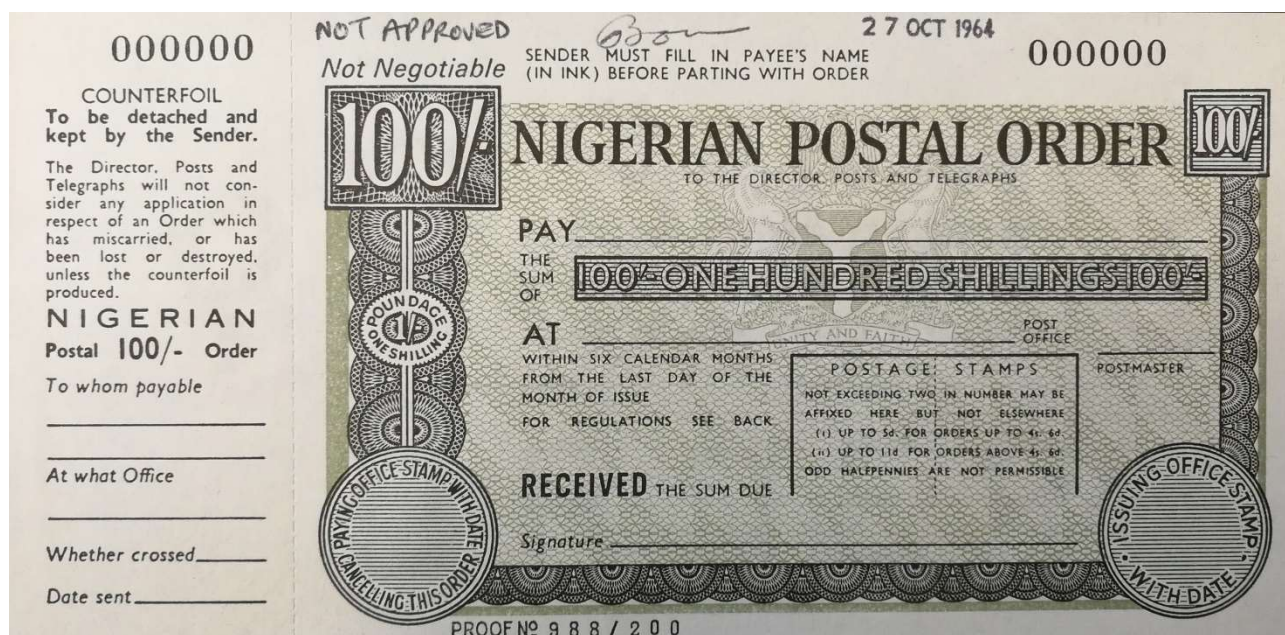 000000
COUNTERFOIL
To be detached and
kept by the Sender.
The Director, Posts and
Telegraphs will not con-
sider any application in
respect of an Order which
has miscarried, or has
been lost or destroyed,
unless the counterfoil is
produced.
NIGERIAN
Postal 100/- Order
To whom payable
At what Office
Whether crossed
Date sent
NOT APPROVED
27 OCT 1964
Not Negotiable
SENDER MUST FILL IN PAYEE'S NAME
(IN INK) BEFORE PARTING WITH ORDER
000000
100/-
NIGERIAN POSTAL ORDER
100/-
TO THE DIRECTOR, POSTS AND TELEGRAPHS
PAY
THE
SUM
OF
100/- ONE HUNDRED SHILLINGS 100/-
POUNDAGE
1/-
ONE SHILLING
AT
POST
OFFICE
UNITY AND FAITH
WITHIN SIX CALENDAR MONTHS
FROM THE LAST DAY OF THE
MONTH OF ISSUE
FOR REGULATIONS SEE BACK
POSTAGE STAMPS
NOT EXCEEDING TWO IN NUMBER MAY BE
AFFIXED HERE BUT NOT ELSEWHERE
(i) UP TO 5d. FOR ORDERS UP TO 4s. 6d.
(ii) UP TO 11d. FOR ORDERS ABOVE 4s. 6d.
ODD HALFPENNIES ARE NOT PERMISSIBLE
POSTMASTER
RECEIVED THE SUM DUE
Signature
PAYING OFFICE STAMP WITH DATE
CANCELLING THIS ORDER
ISSUING OFFICE STAMP
WITH DATE
PROOF No 988/200